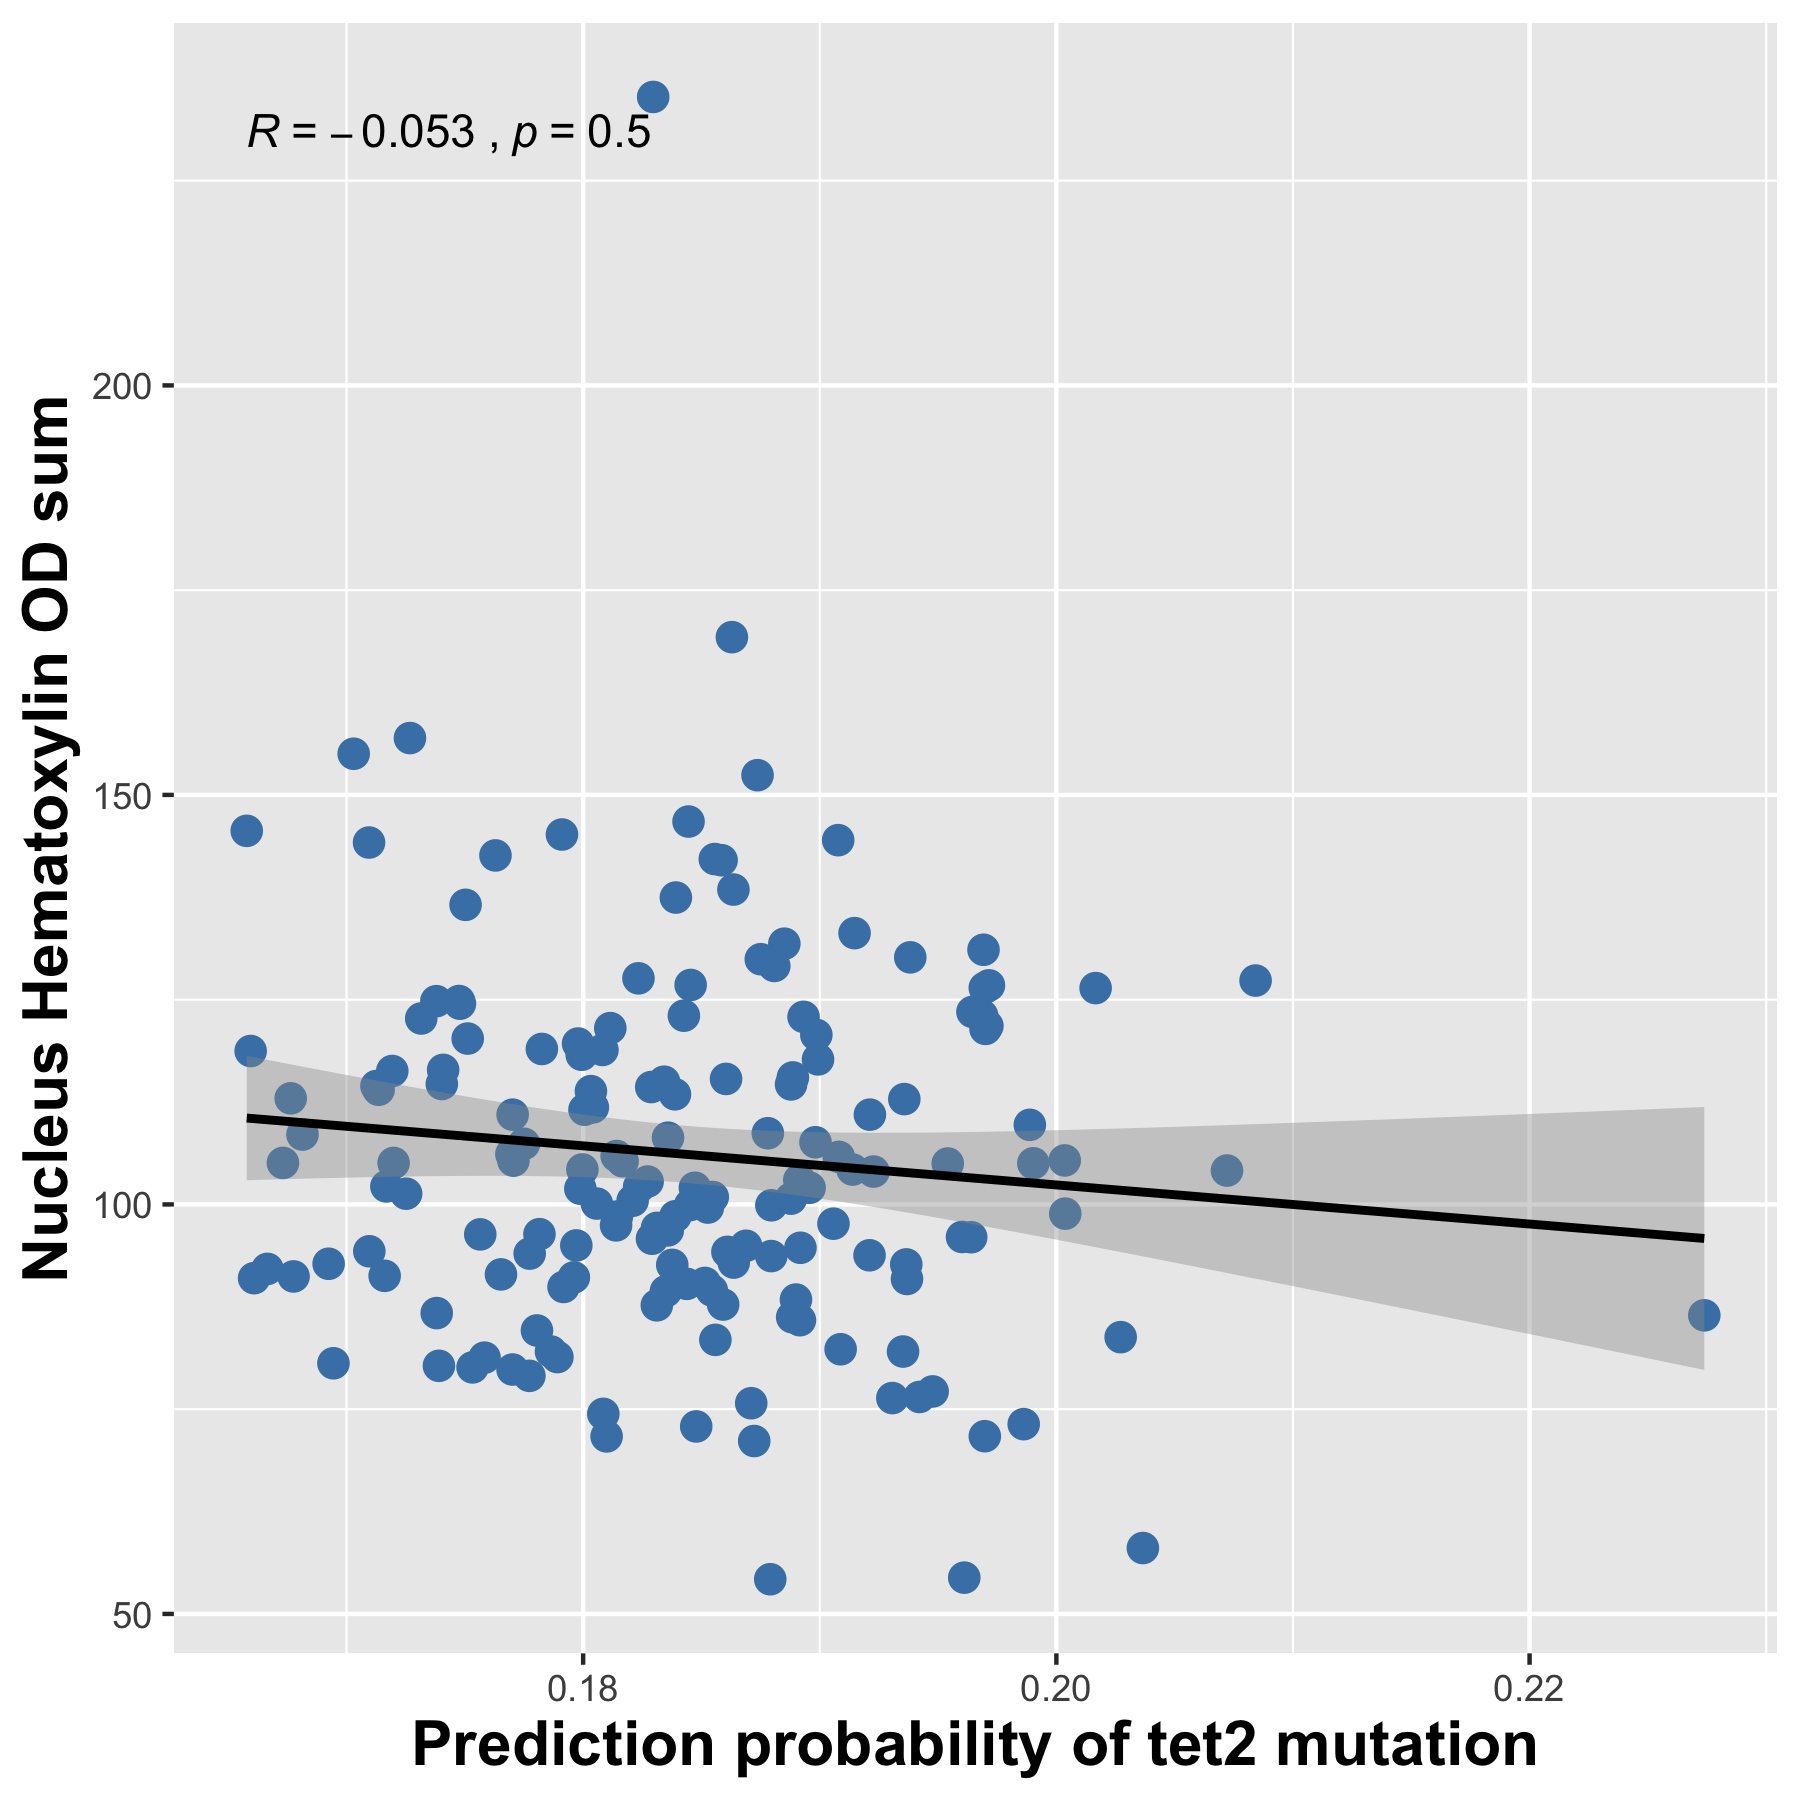 R = −0.053 , p = 0.5
200
150
100
50
Nucleus Hematoxylin OD sum
0.18 0.20 0.22
Prediction probability of tet2 mutation